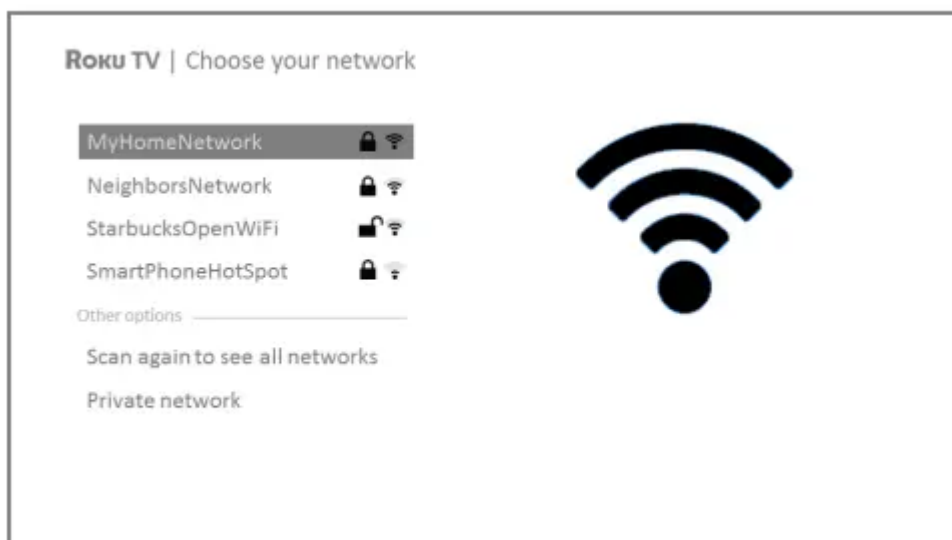 Roku TV | Choose your network
MyHomeNetwork
NeighborsNetwork
StarbucksOpenWiFi
SmartPhoneHotSpot
Other options
Scan again to see all networks
Private network